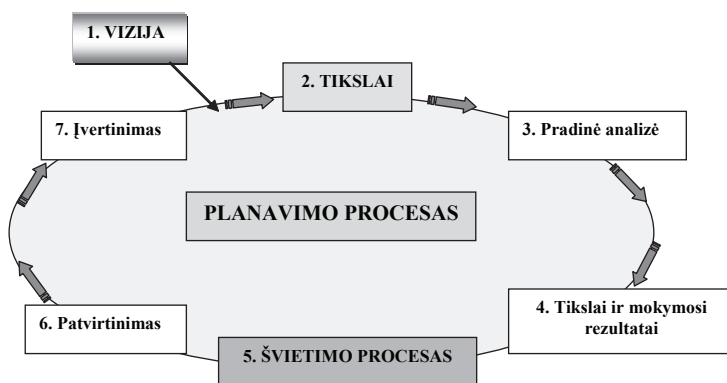 1. VIZIJA
2. TIKSLAI
7. Įvertinimas
3. Pradinė analizė
PLANAVIMO PROCESAS
4. Tikslai ir mokymosi
rezultatai
6. Patvirtinimas
5. ŠVIETIMO PROCESAS